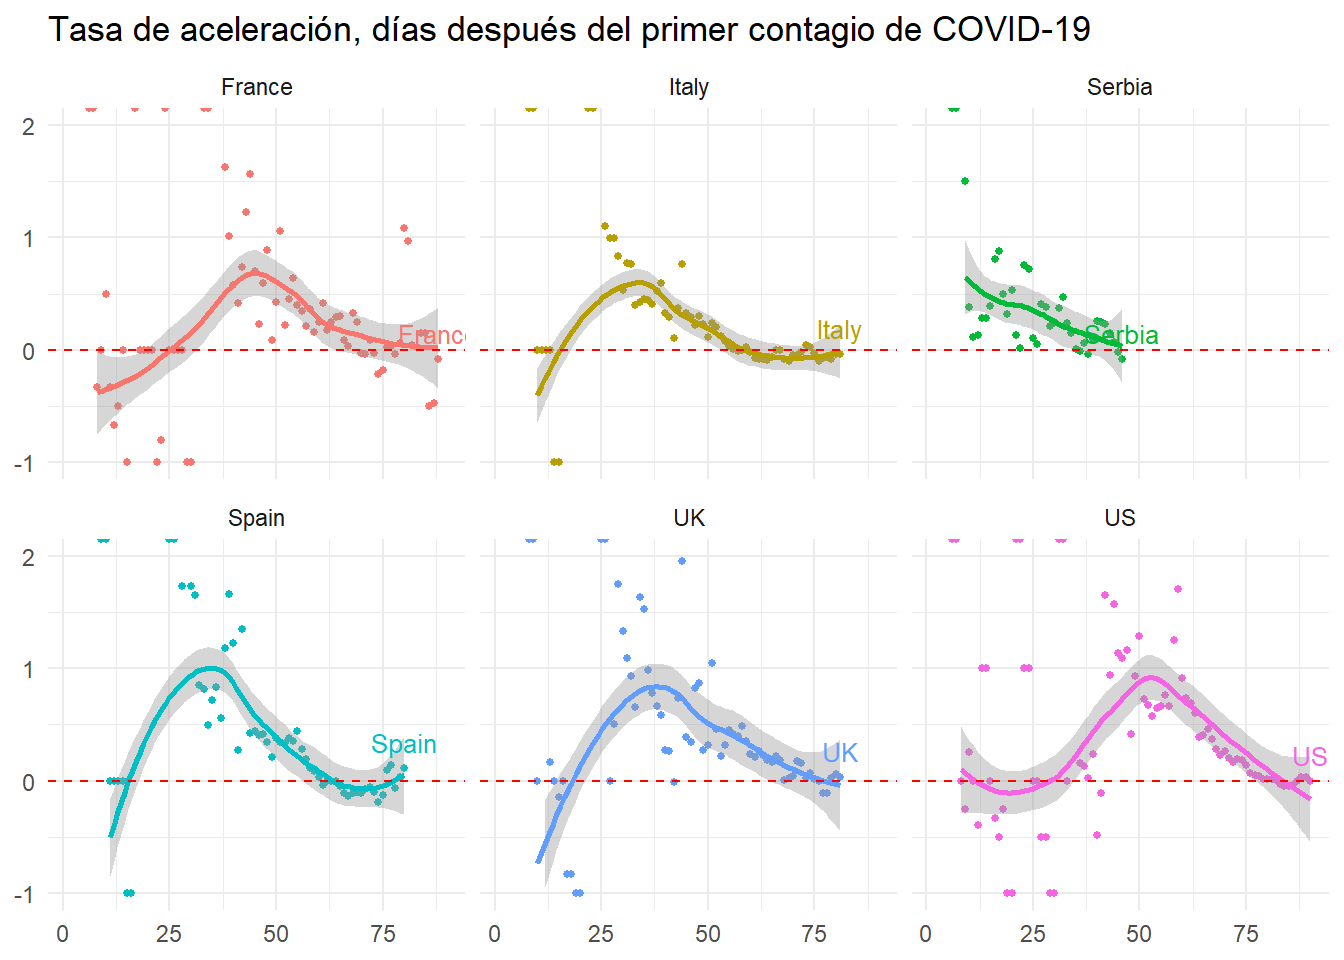 Tasa de aceleración, días después del primer contagio de COVID-19
France Italy Serbia
2
1
0
-1
France
Italy
Serbia
Spain UK US
2
1
0
-1
Spain
UK
US
0 25 50 75 0 25 50 75 0 25 50 75